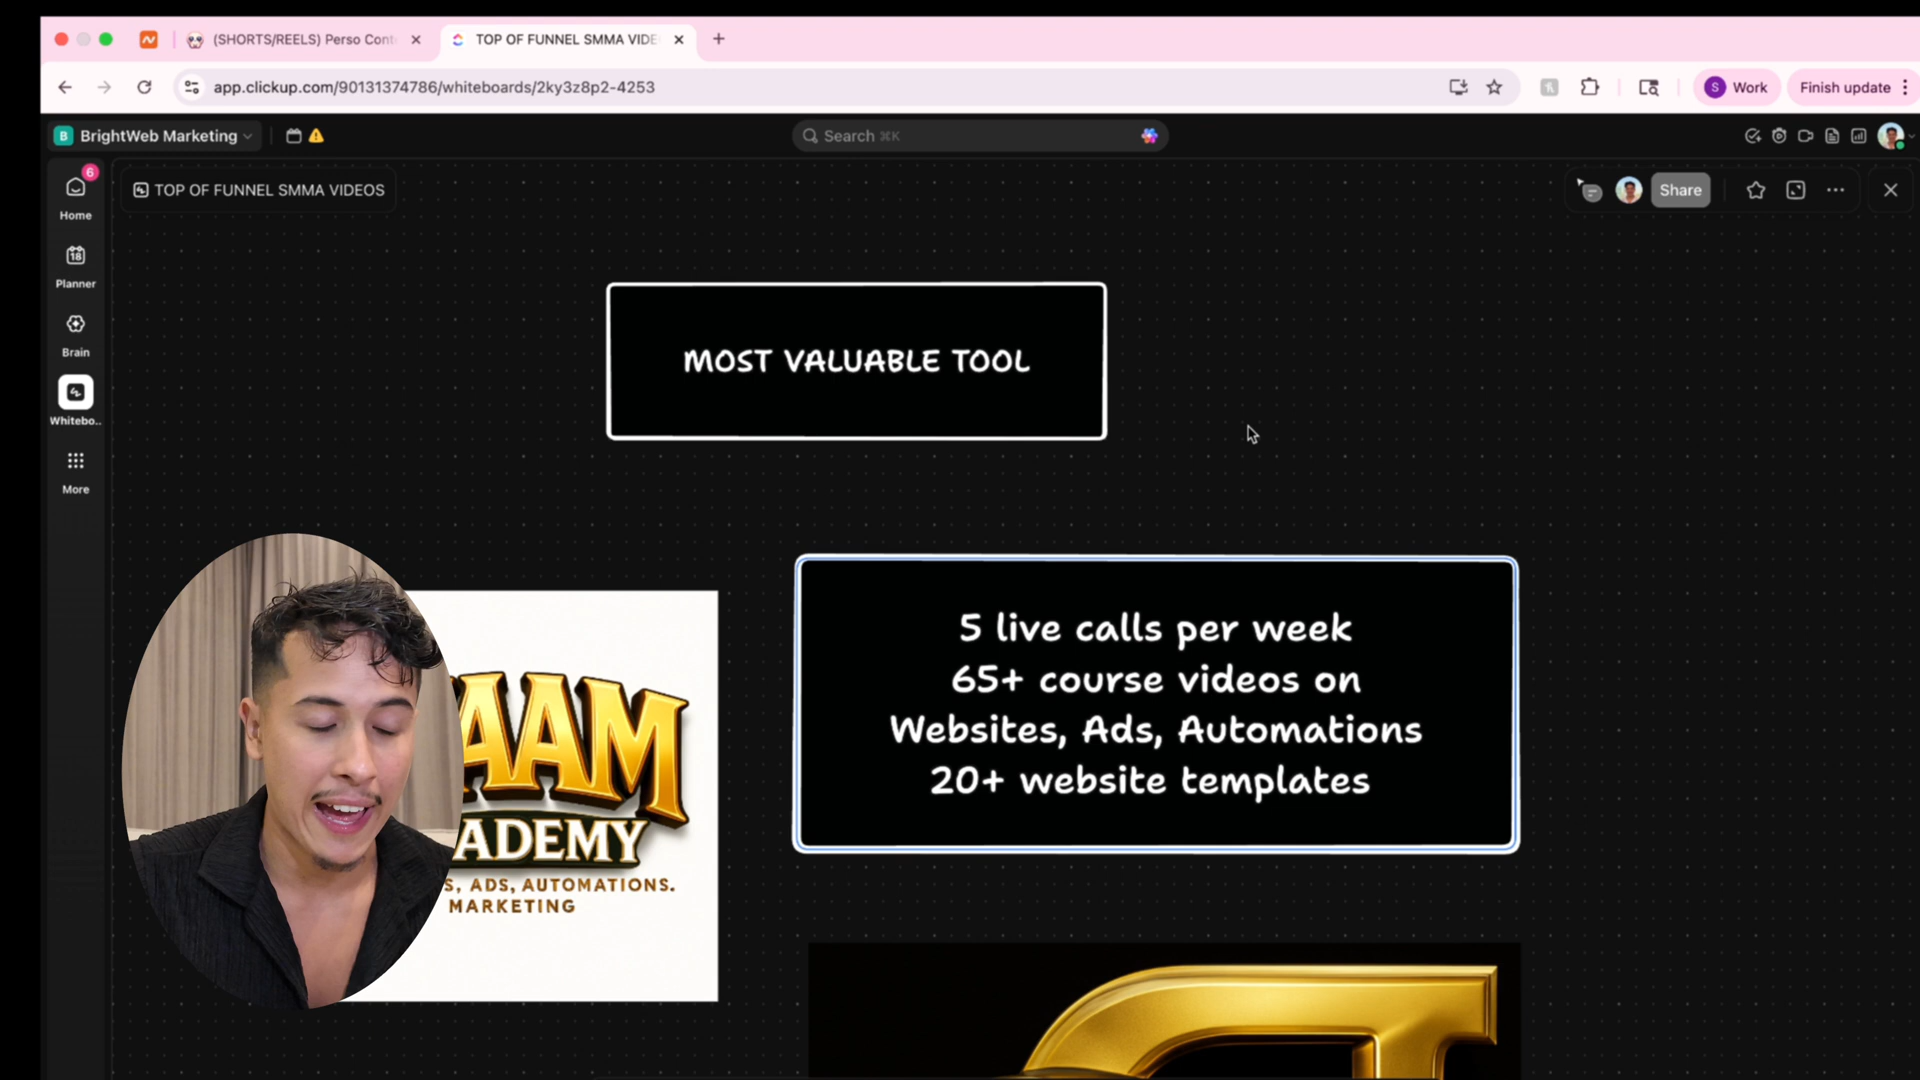 (SHORTS/REELS) Perso Cont
TOP OF FUNNEL SMMA VIDE
app.clickup.com/90131374786/whiteboards/2ky3z8p2-4253
S
Work
Finish update
B
BrightWeb Marketing
Search ⌘K
6
Home
TOP OF FUNNEL SMMA VIDEOS
Share
18
Planner
Brain
Whitebo..
More
MOST VALUABLE TOOL
5 live calls per week
65+ course videos on
Websites, Ads, Automations
20+ website templates
AAM
ADEMY
S, ADS, AUTOMATIONS.
MARKETING